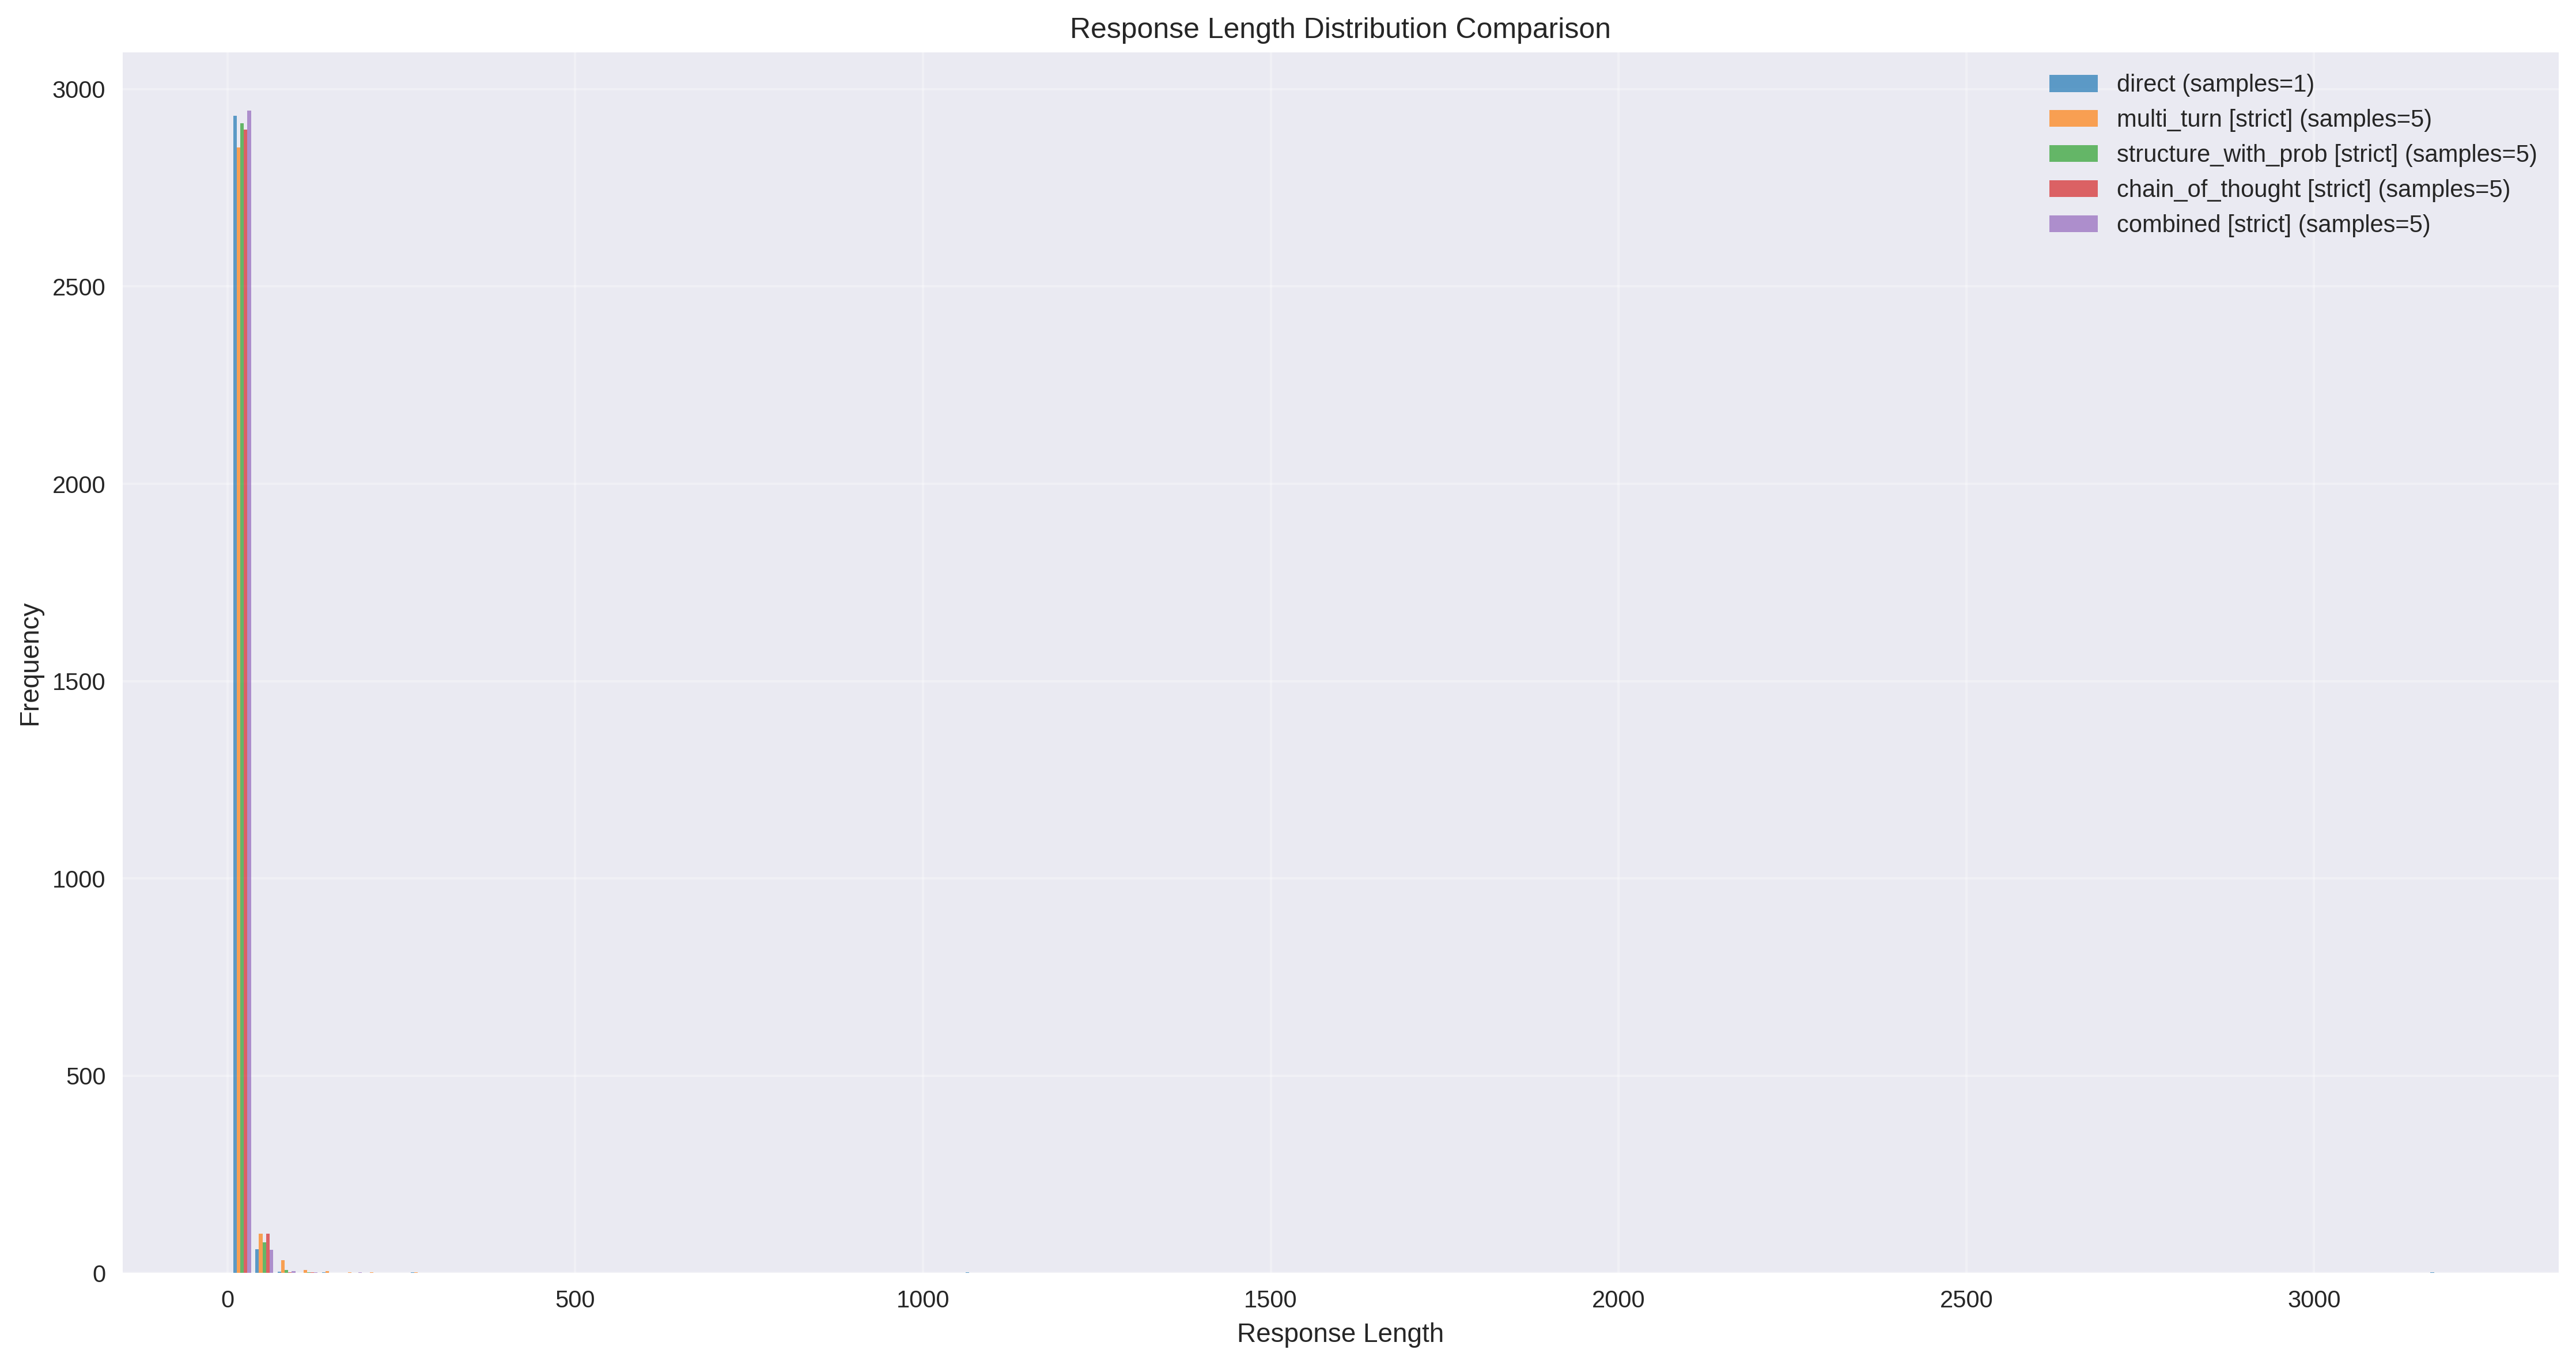 Response Length Distribution Comparison
direct (samples=1)
multi_turn [strict] (samples=5)
structure_with_prob [strict] (samples=5)
chain_of_thought [strict] (samples=5)
combined [strict] (samples=5)
Frequency
3000
2500
2000
1500
1000
500
0
0 500 1000 1500 2000 2500 3000
Response Length